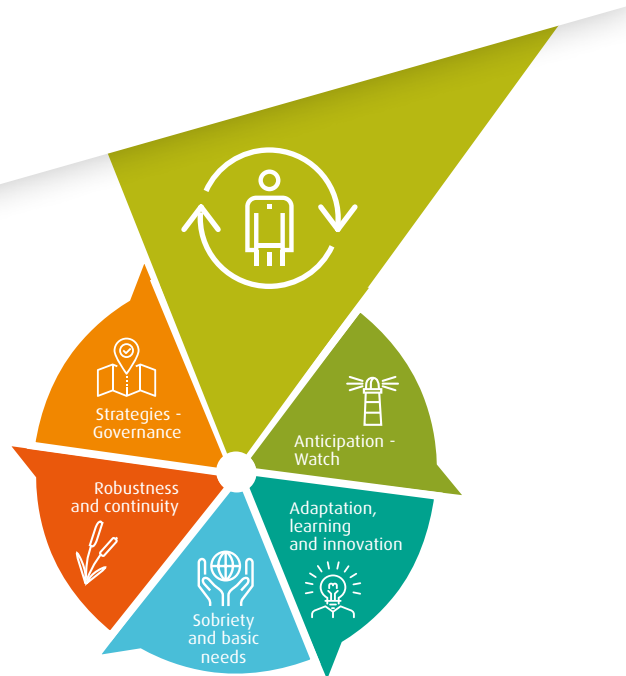 Strategies -
Governance
Anticipation -
Watch
Robustness
and continuity
Adaptation,
learning
and innovation
Sobriety
and basic
needs